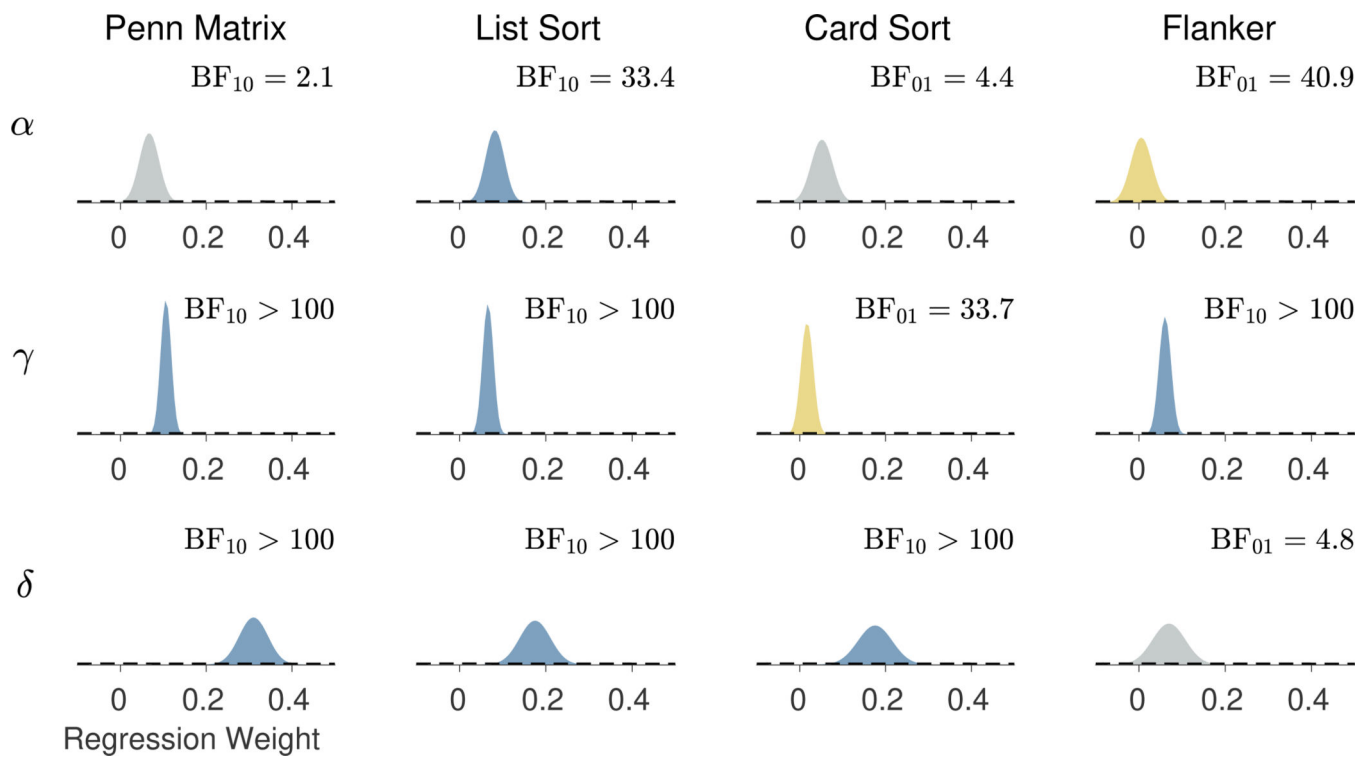 Penn Matrix List Sort Card Sort Flanker
BF₁₀ = 2.1 BF₁₀ = 33.4 BF₀₁ = 4.4 BF₀₁ = 40.9
α
0 0.2 0.4 0 0.2 0.4 0 0.2 0.4 0 0.2 0.4
BF₁₀ > 100 BF₁₀ > 100 BF₀₁ = 33.7 BF₁₀ > 100
γ
0 0.2 0.4 0 0.2 0.4 0 0.2 0.4 0 0.2 0.4
BF₁₀ > 100 BF₁₀ > 100 BF₁₀ > 100 BF₀₁ = 4.8
δ
0 0.2 0.4 0 0.2 0.4 0 0.2 0.4 0 0.2 0.4
Regression Weight